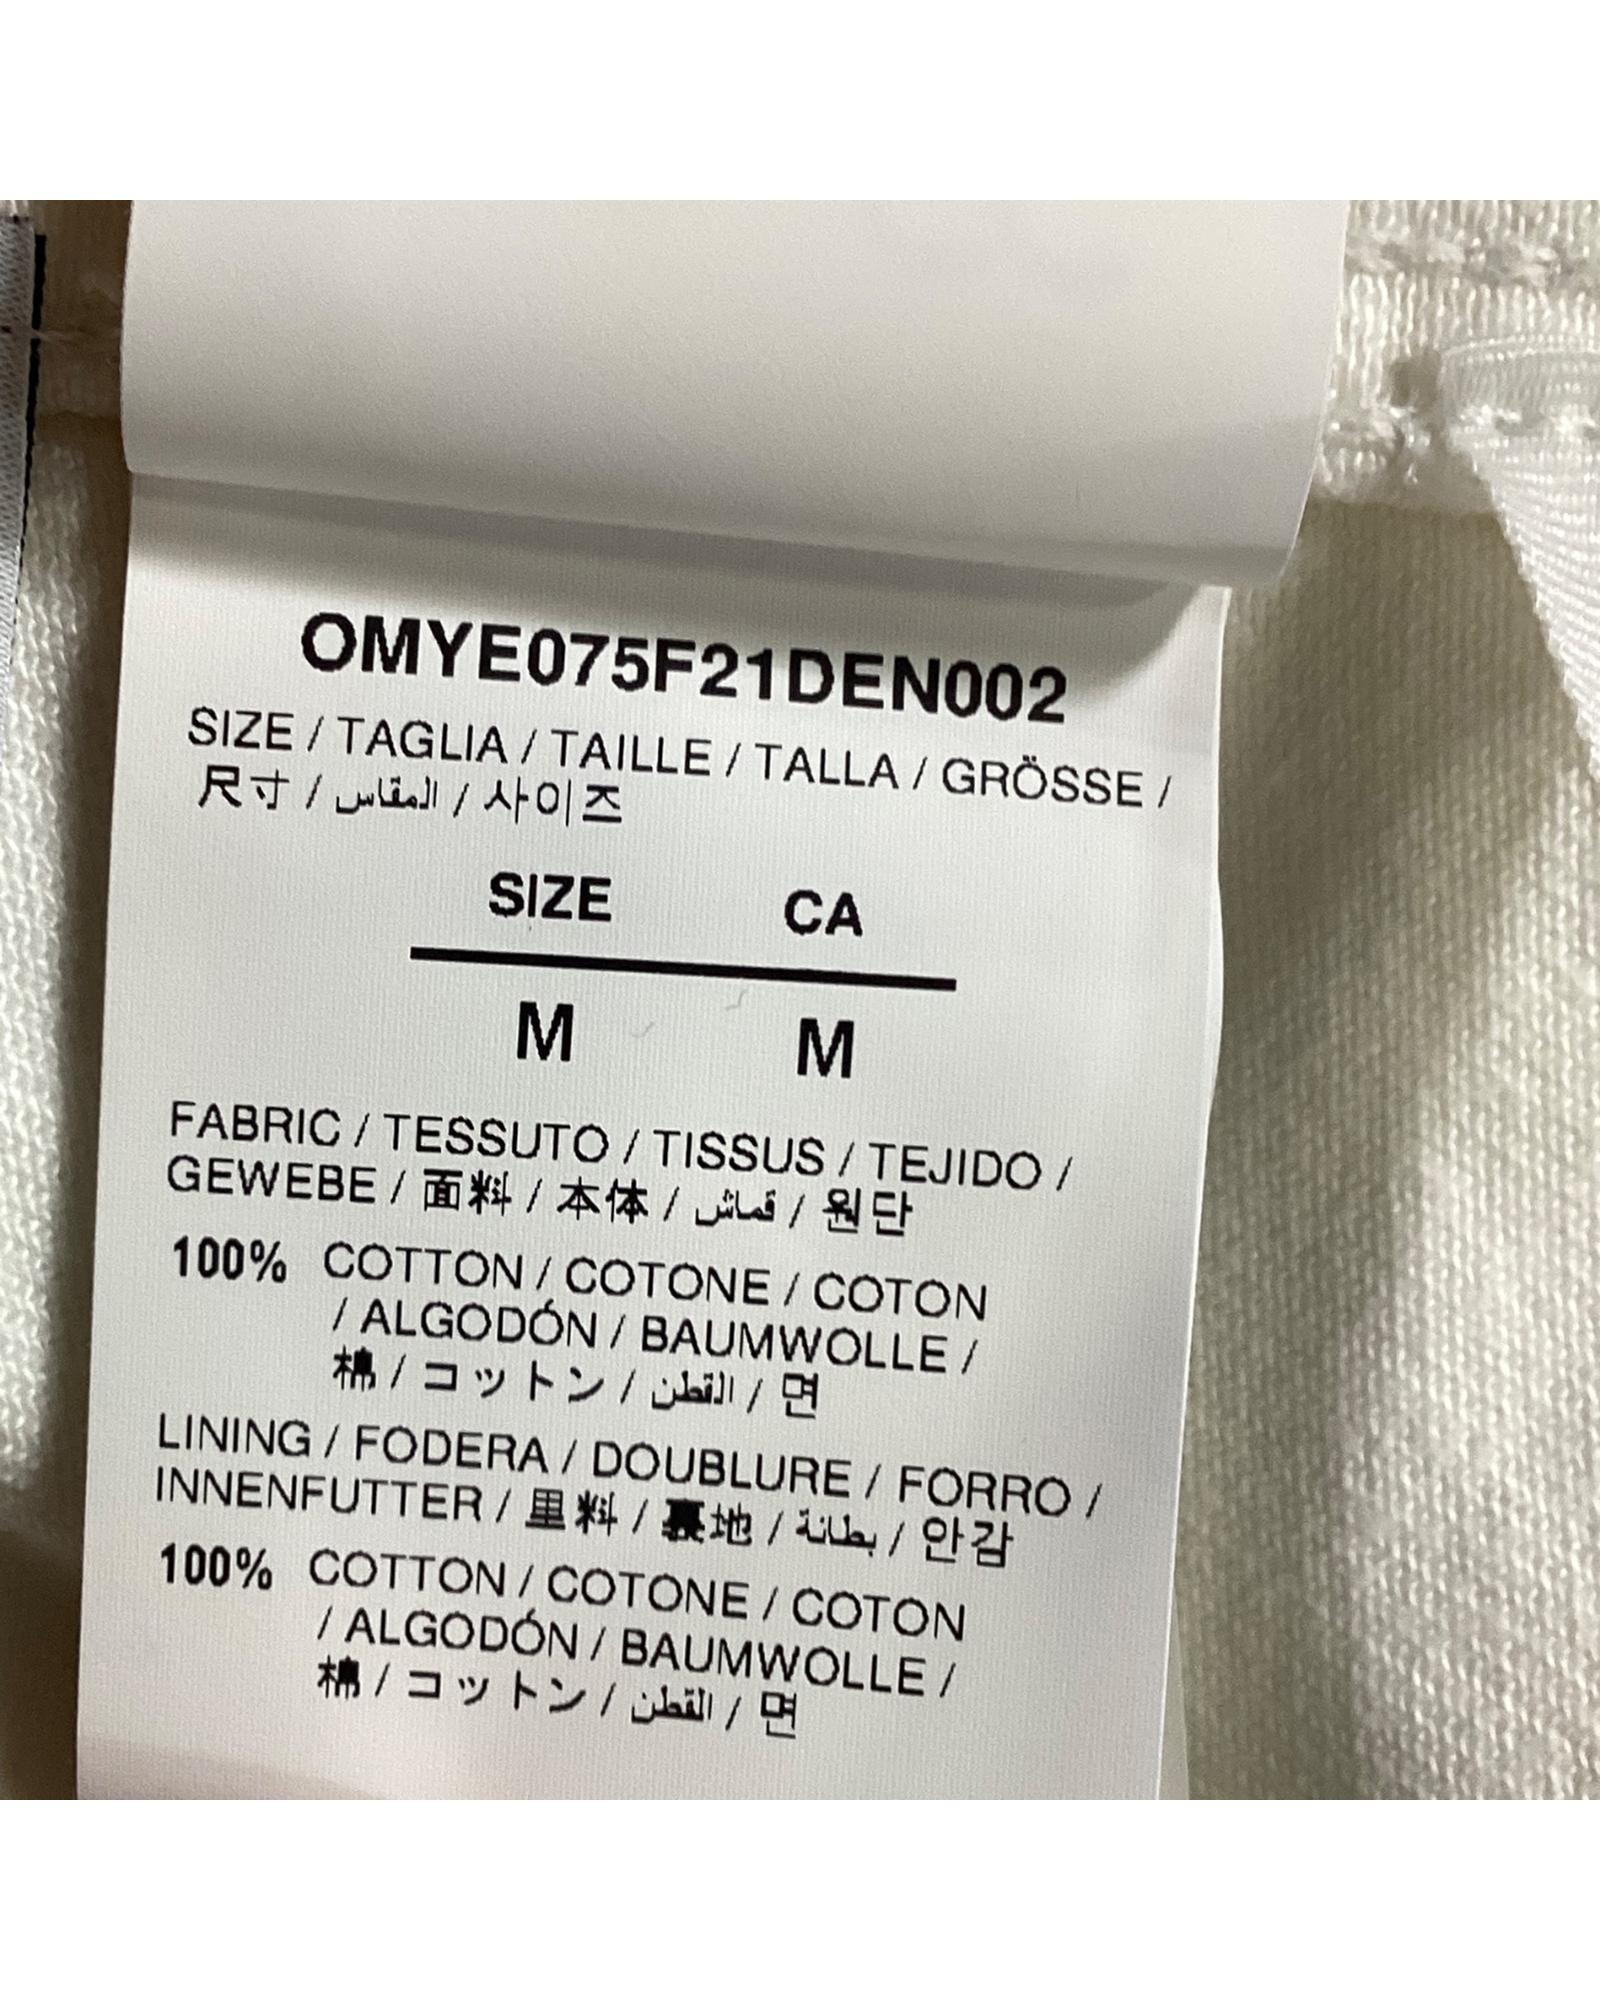 OMYE075F21DEN002
SIZE / TAGLIA / TAILLE / TALLA / GRÖSSE /
尺寸 / المقاس / 사이즈
SIZE CA
M M
FABRIC / TESSUTO / TISSUS / TEJIDO /
GEWEBE / 面料 / 本体 / قماش / 원단
100% COTTON / COTONE / COTON
/ ALGODÓN / BAUMWOLLE /
棉 / コットン / القطن / 면
LINING / FODERA / DOUBLURE / FORRO /
INNENFUTTER / 里料 / 裏地 / بطانة / 안감
100% COTTON / COTONE / COTON
/ ALGODÓN / BAUMWOLLE /
棉 / コットン / القطن / 면